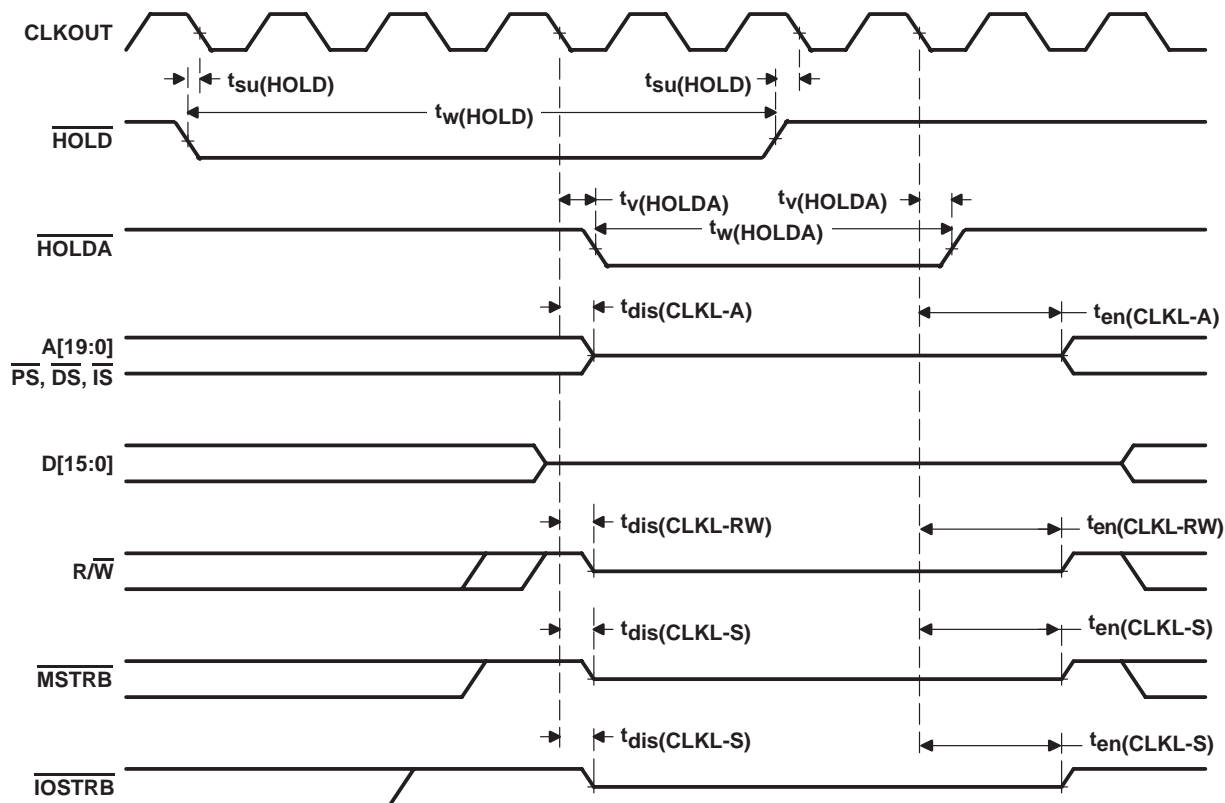 CLKOUT
tsu(HOLD) tsu(HOLD)
tw(HOLD)
HOLD
tv(HOLDA) tv(HOLDA)
tw(HOLDA)
HOLDA
tdis(CLKL-A) ten(CLKL-A)
A[19:0]
PS, DS, IS
D[15:0]
tdis(CLKL-RW) ten(CLKL-RW)
R/W
tdis(CLKL-S) ten(CLKL-S)
MSTRB
tdis(CLKL-S) ten(CLKL-S)
IOSTRB